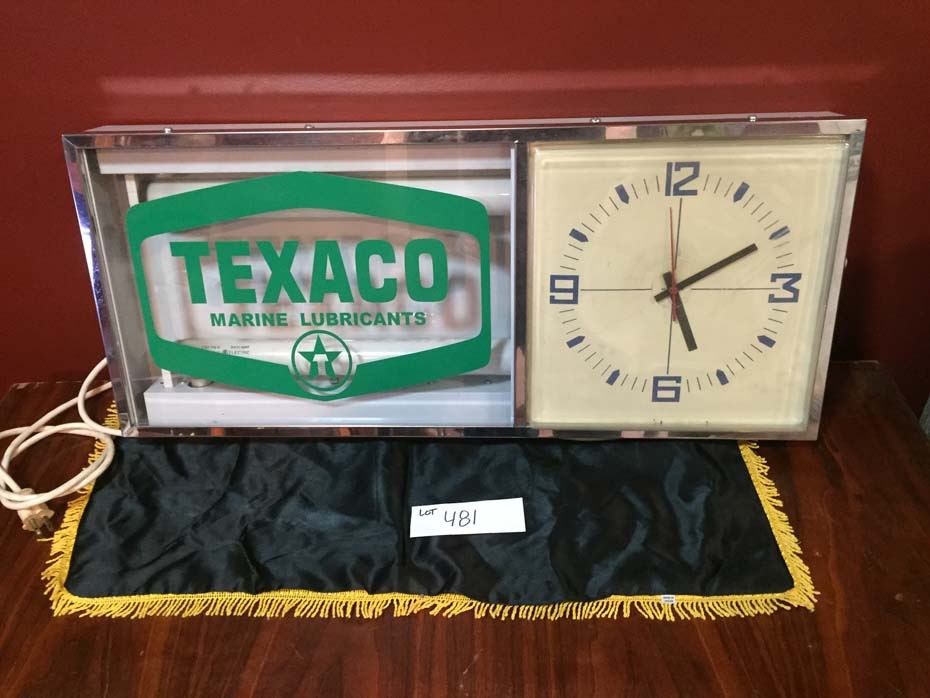 TEXACO
MARINE LUBRICANTS
T
12
9
3
6
LOT 481